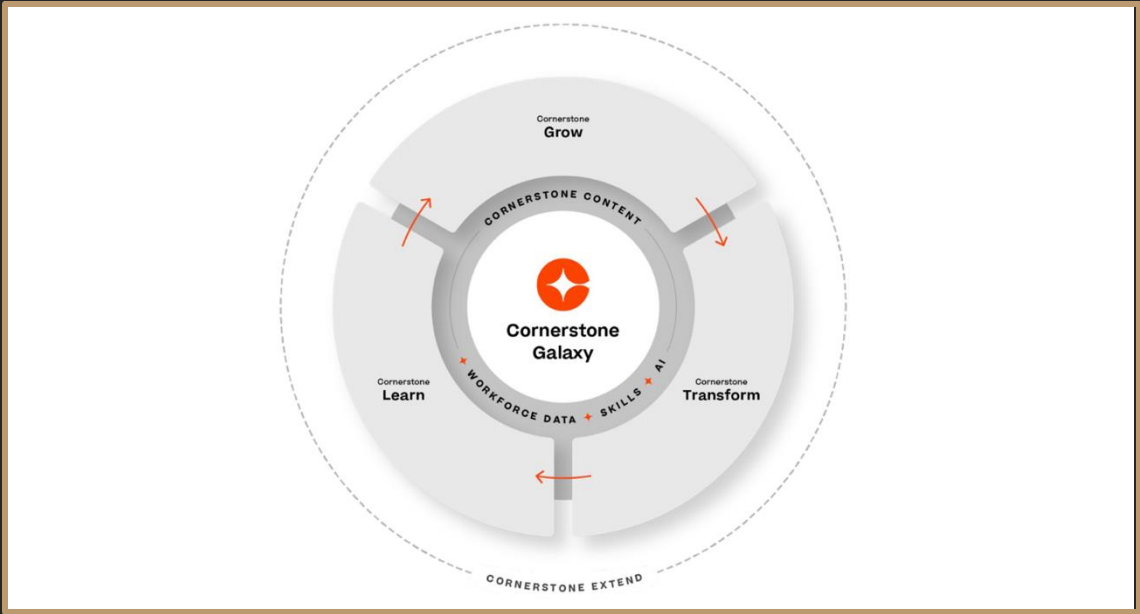 Cornerstone
Grow
CORNERSTONE CONTENT
Cornerstone
Galaxy
Cornerstone
Learn
Cornerstone
Transform
WORKFORCE DATA
SKILLS
AI
CORNERSTONE EXTEND